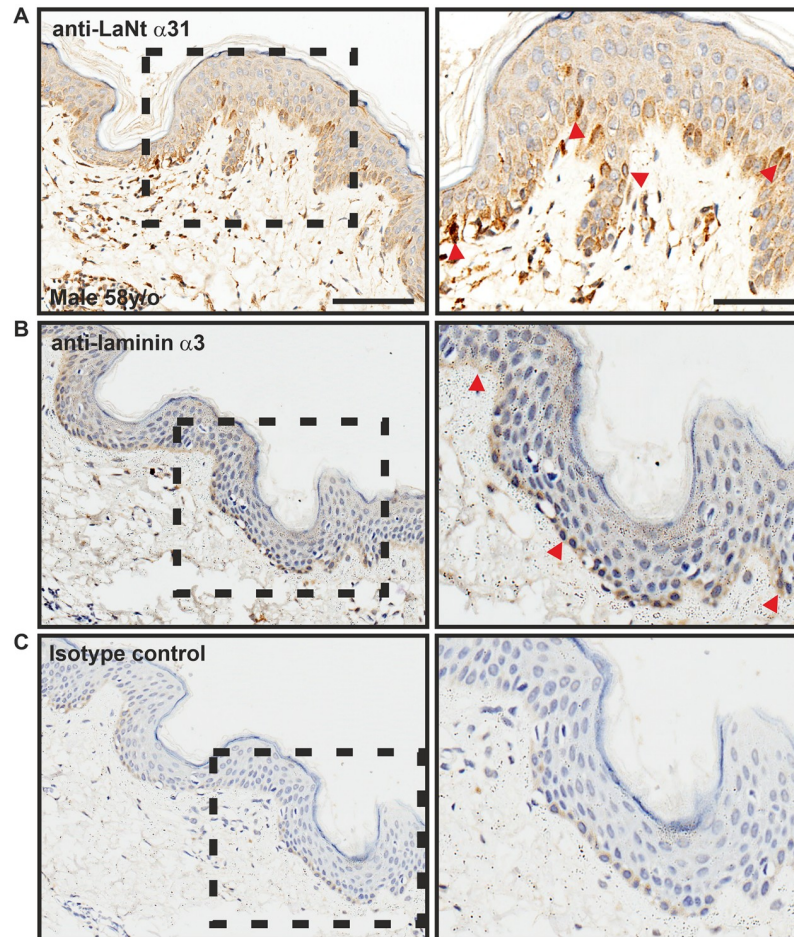 A
anti-LaNt α31
Male 58y/o
B
anti-laminin α3
C
Isotype control